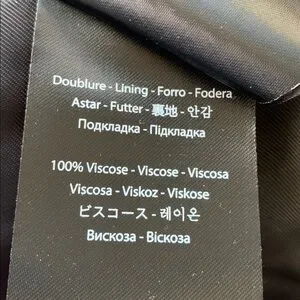 Doublure - Lining - Forro - Fodera
Astar - Futter - 裏地 - 안감
Подкладка - Підкладка
100% Viscose - Viscose - Viscosa
Viscosa - Viskoz - Viskose
ビスコース - 레이온
Вискоза - Віскоза